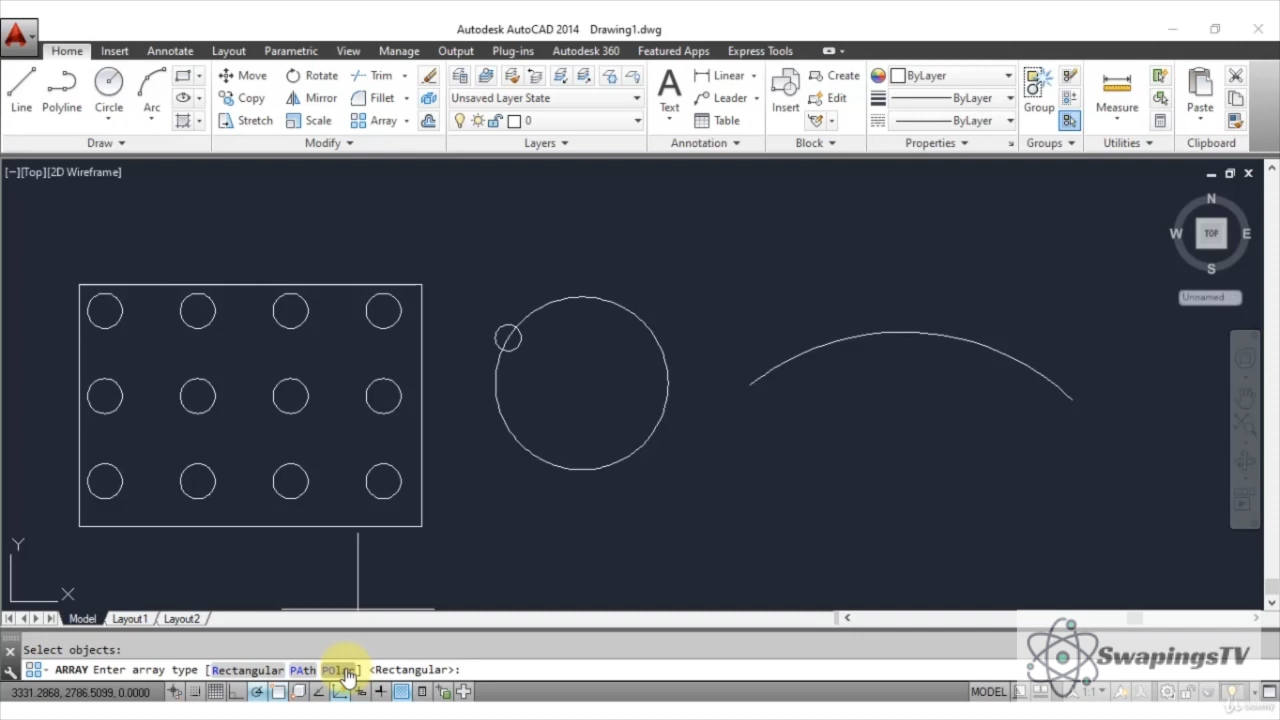 Autodesk AutoCAD 2014 Drawing1.dwg
Home Insert Annotate Layout Parametric View Manage Output Plug-ins Autodesk 360 Featured Apps Express Tools
Move Rotate Trim Linear Create ByLayer
Copy Mirror Fillet Unsaved Layer State Leader Edit ByLayer
Line Polyline Circle Arc Text Insert Group Measure Paste
Stretch Scale Array 0 Table ByLayer
Draw Modify Layers Annotation Block Properties Groups Utilities Clipboard
[−][Top][2D Wireframe]
N
W TOP E
S
Unnamed
Y
X
Model Layout1 Layout2
Select objects:
ARRAY Enter array type [Rectangular PAth POlar] <Rectangular>:
SwapingsTV
3331.2868, 2786.5099, 0.0000 MODEL 1:1
Udemy